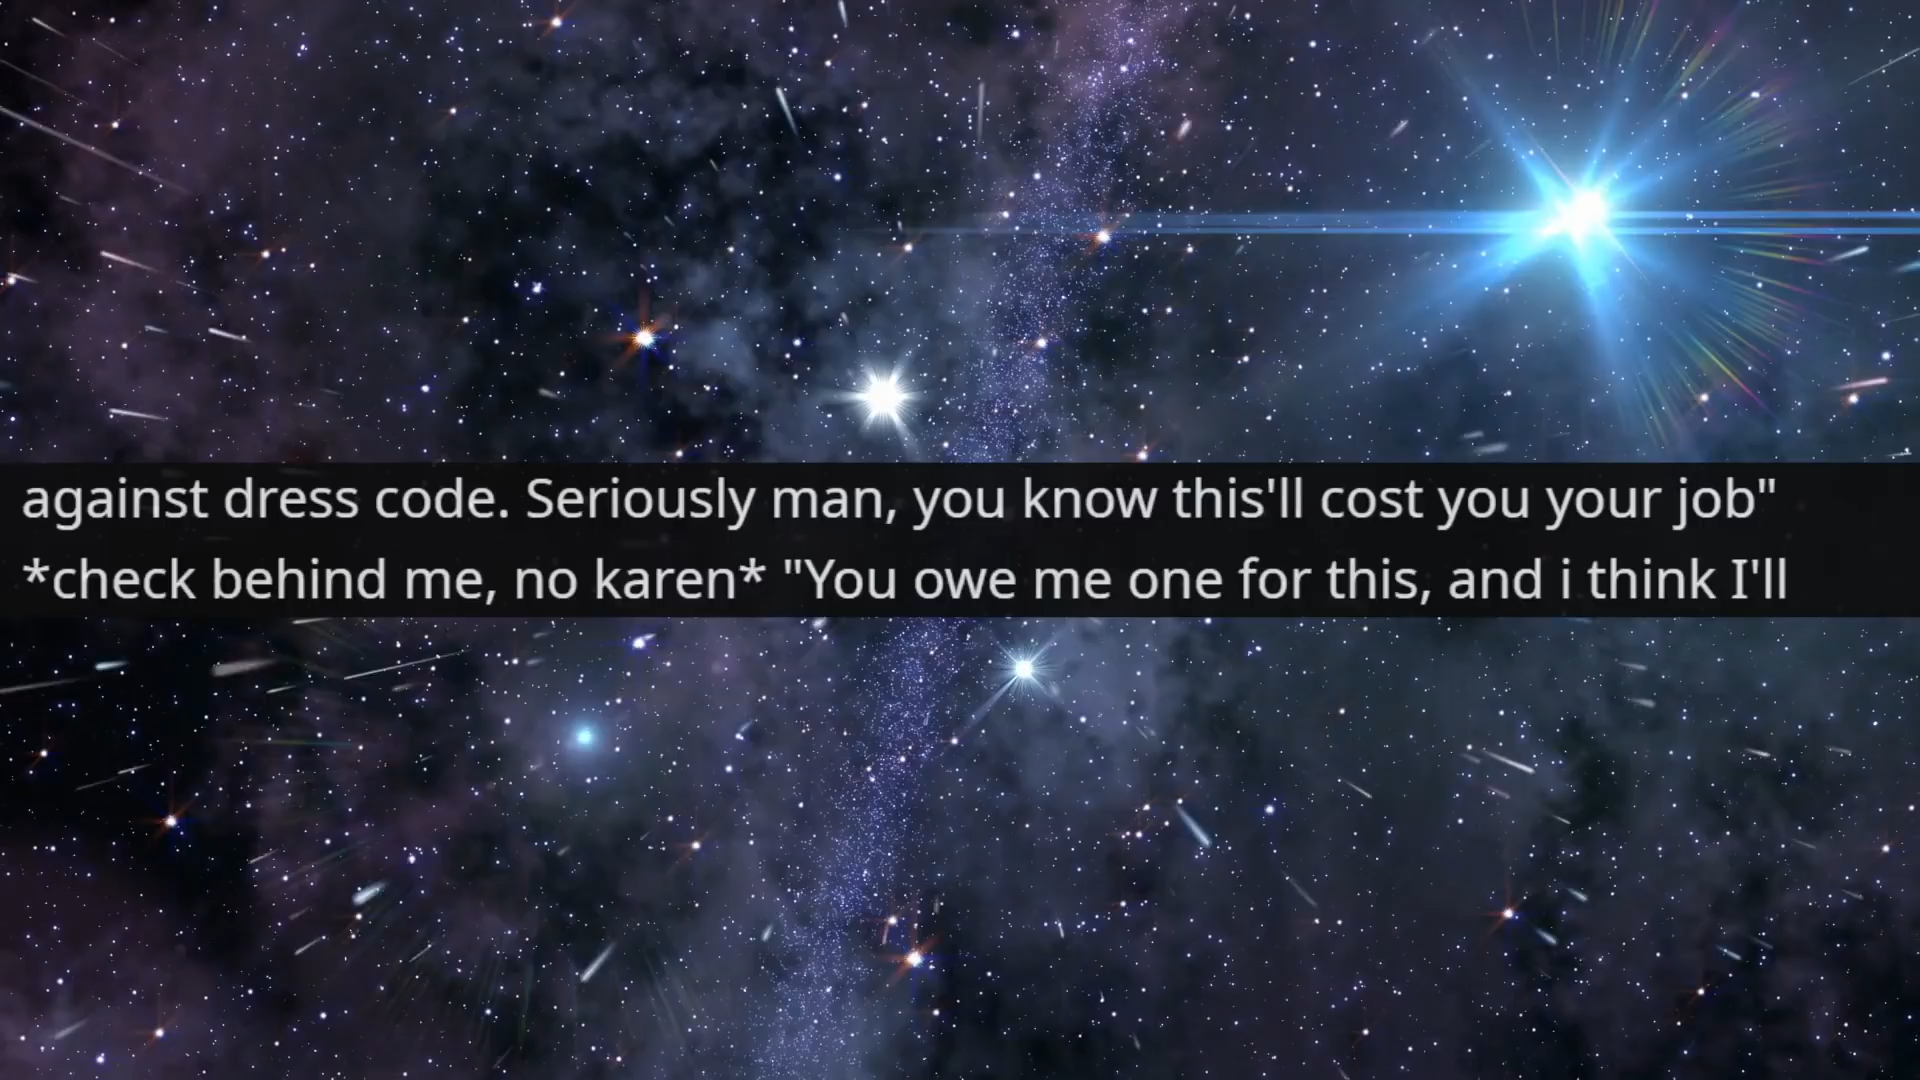 against dress code. Seriously man, you know this'll cost you your job"
*check behind me, no karen* "You owe me one for this, and i think I'll